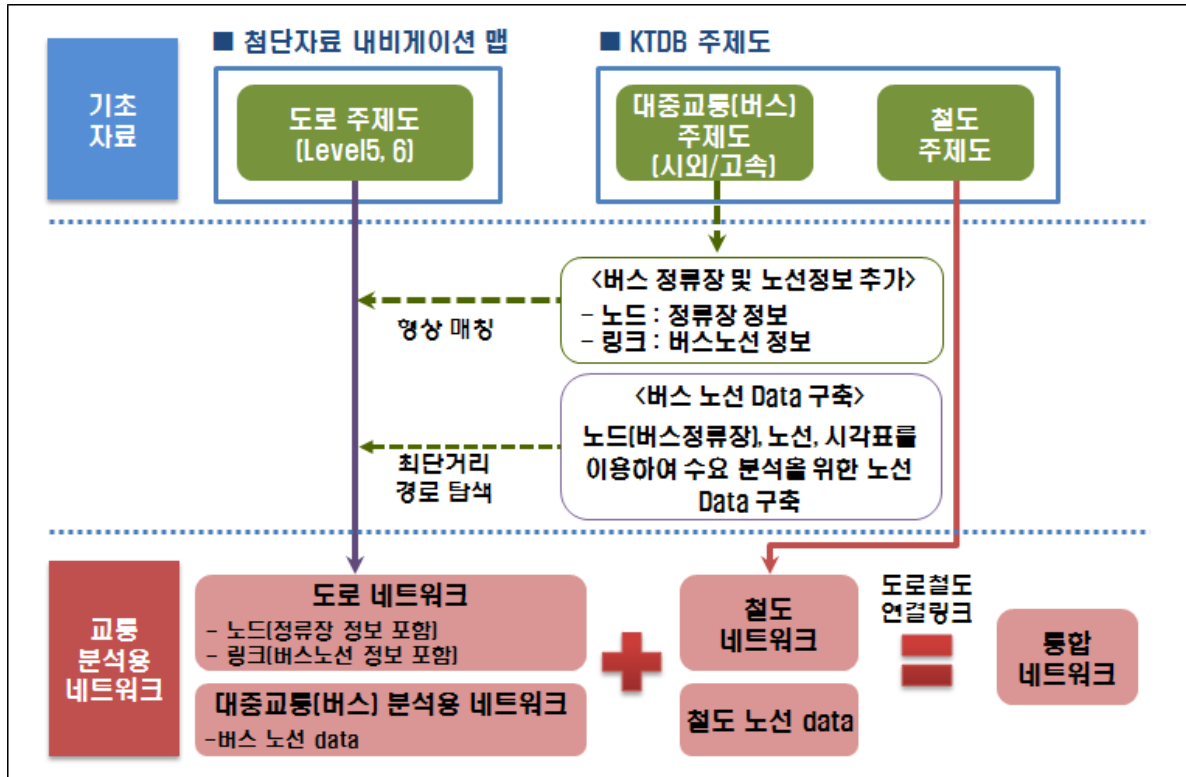 ■ 첨단자료 내비게이션 맵
■ KTDB 주제도
기초
자료
도로 주제도
(Level5, 6)
대중교통(버스)
주제도
(시외/고속)
철도
주제도
<버스 정류장 및 노선정보 추가>
- 노드 : 정류장 정보
- 링크 : 버스노선 정보
형상 매칭
<버스 노선 Data 구축>
노드(버스정류장), 노선, 시각표를
이용하여 수요 분석을 위한 노선
Data 구축
최단거리
경로 탐색
교통
분석용
네트워크
도로 네트워크
- 노드(정류장 정보 포함)
- 링크(버스노선 정보 포함)
대중교통(버스) 분석용 네트워크
-버스 노선 data
철도
네트워크
철도 노선 data
도로철도
연결링크
통합
네트워크